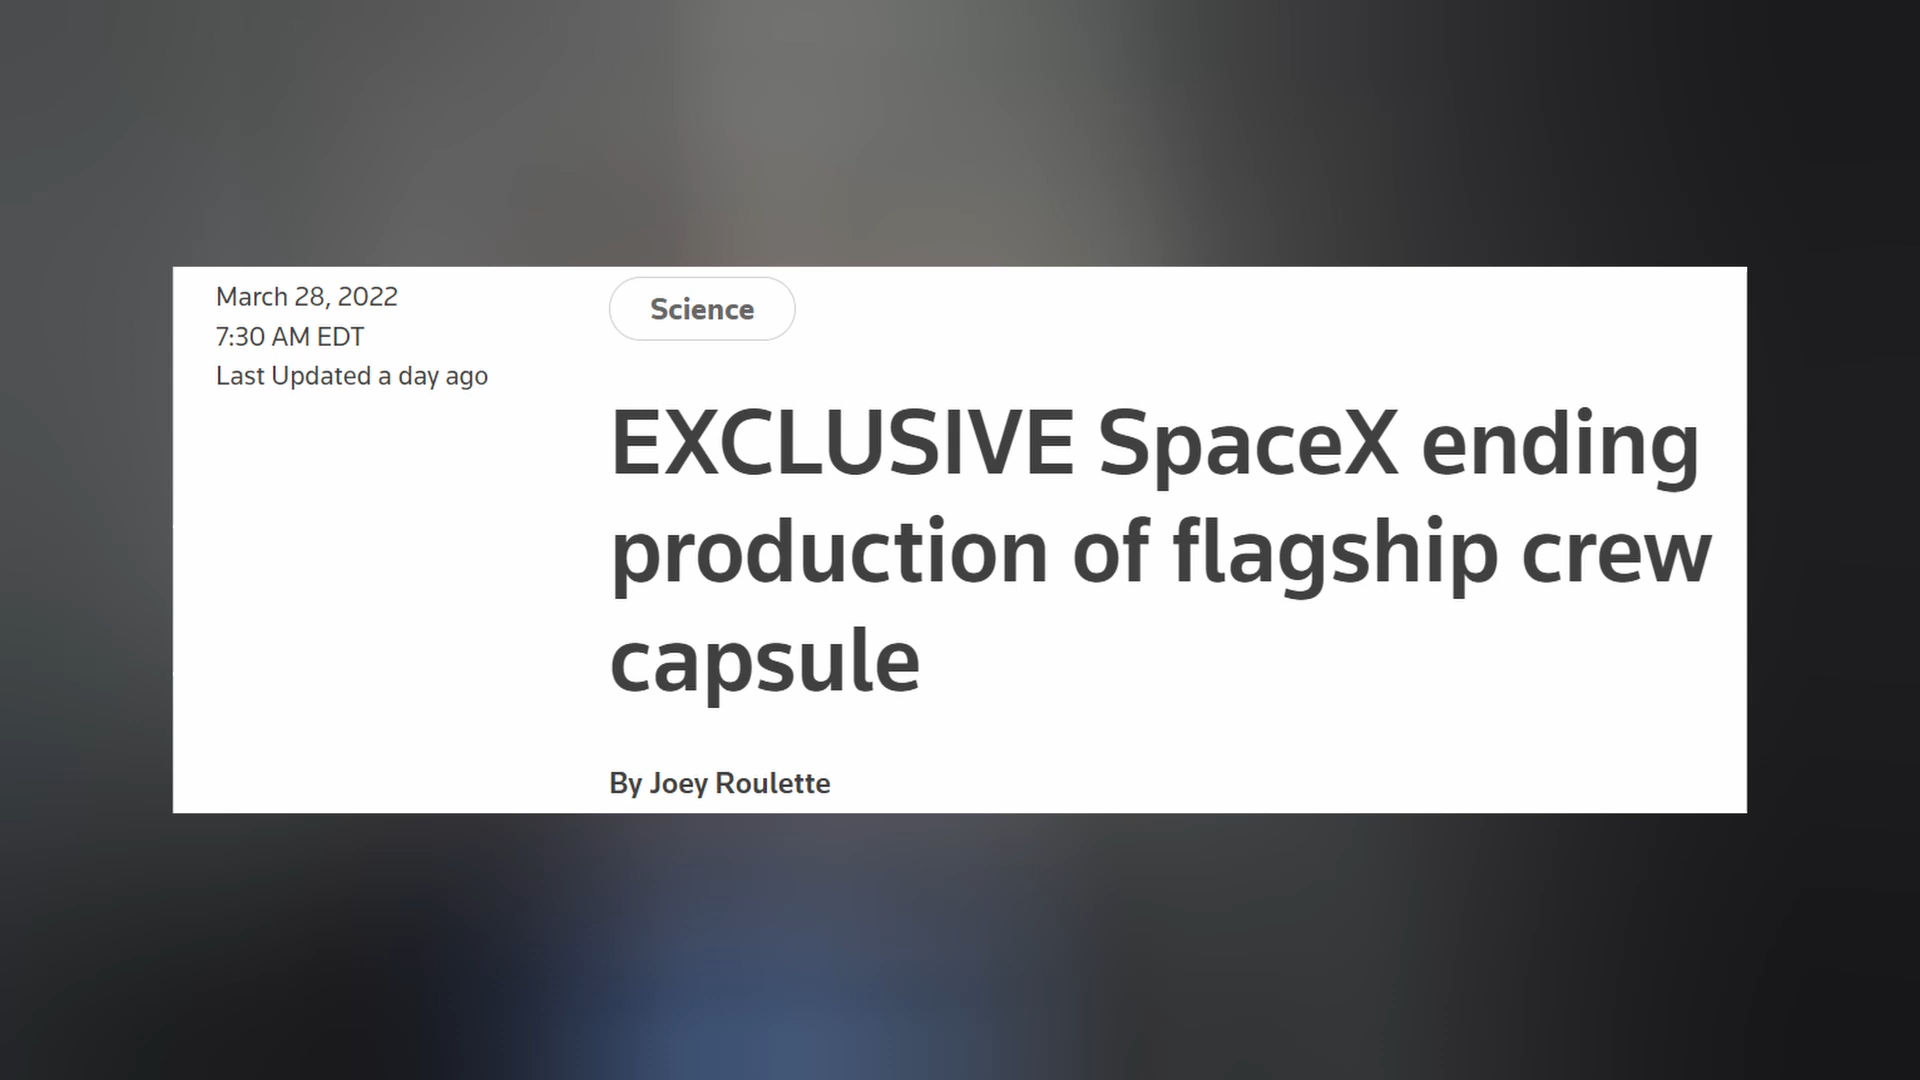 March 28, 2022
7:30 AM EDT
Last Updated a day ago
Science
EXCLUSIVE SpaceX ending
production of flagship crew
capsule
By Joey Roulette